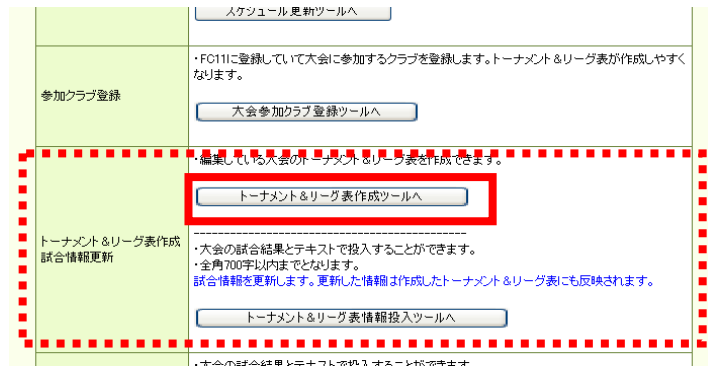 スケジュール更新ツールへ
参加クラブ登録
・FC11に登録していて大会に参加するクラブを登録します。トーナメント＆リーグ表が作成しやすく
なります。
大会参加クラブ登録ツールへ
トーナメント＆リーグ表作成
試合情報更新
・編集している大会のトーナメント＆リーグ表を作成できます。
トーナメント＆リーグ表作成ツールへ
---------------------------------------------
・大会の試合結果とテキストで投入することができます。
・全角700字以内までとなります。
試合情報を更新します。更新した情報は作成したトーナメント＆リーグ表にも反映されます。
トーナメント＆リーグ表情報投入ツールへ
・大会の試合結果とテキストで投入することができます。